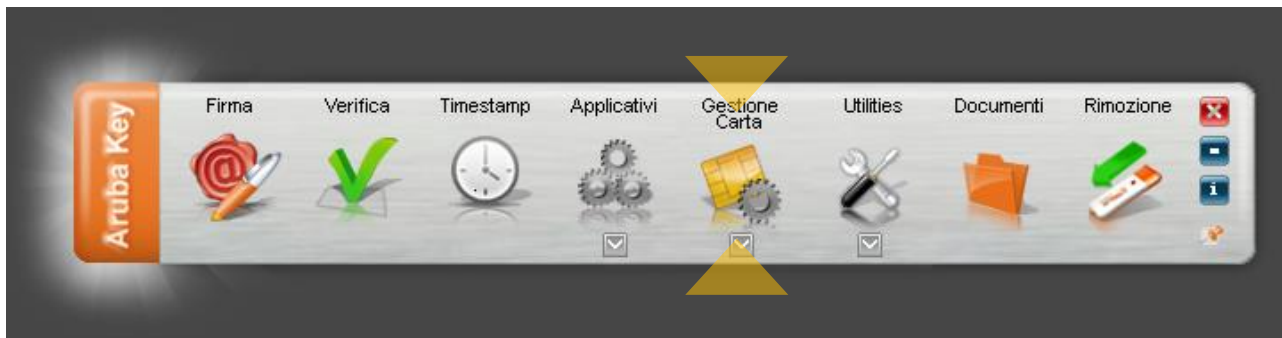 Aruba Key
Firma
Verifica
Timestamp
Applicativi
Gestione
Carta
Utilities
Documenti
Rimozione